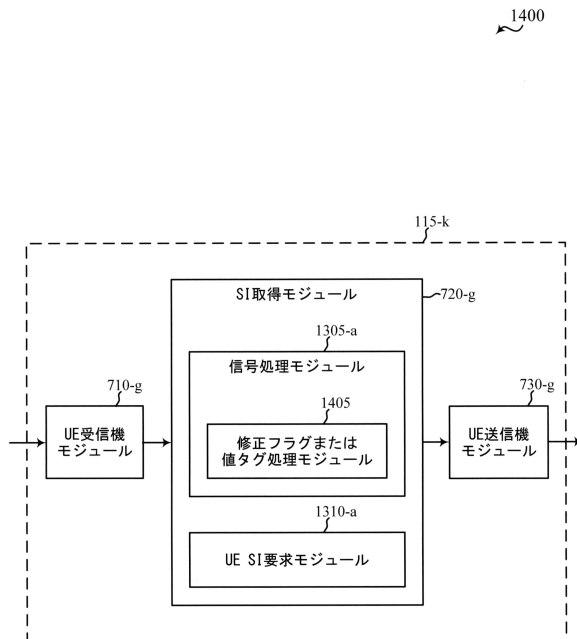 1400
115-k
SI取得モジュール
720-g
1305-a
信号処理モジュール
710-g
1405
730-g
UE受信機
モジュール
修正フラグまたは
値タグ処理モジュール
UE送信機
モジュール
1310-a
UE SI要求モジュール